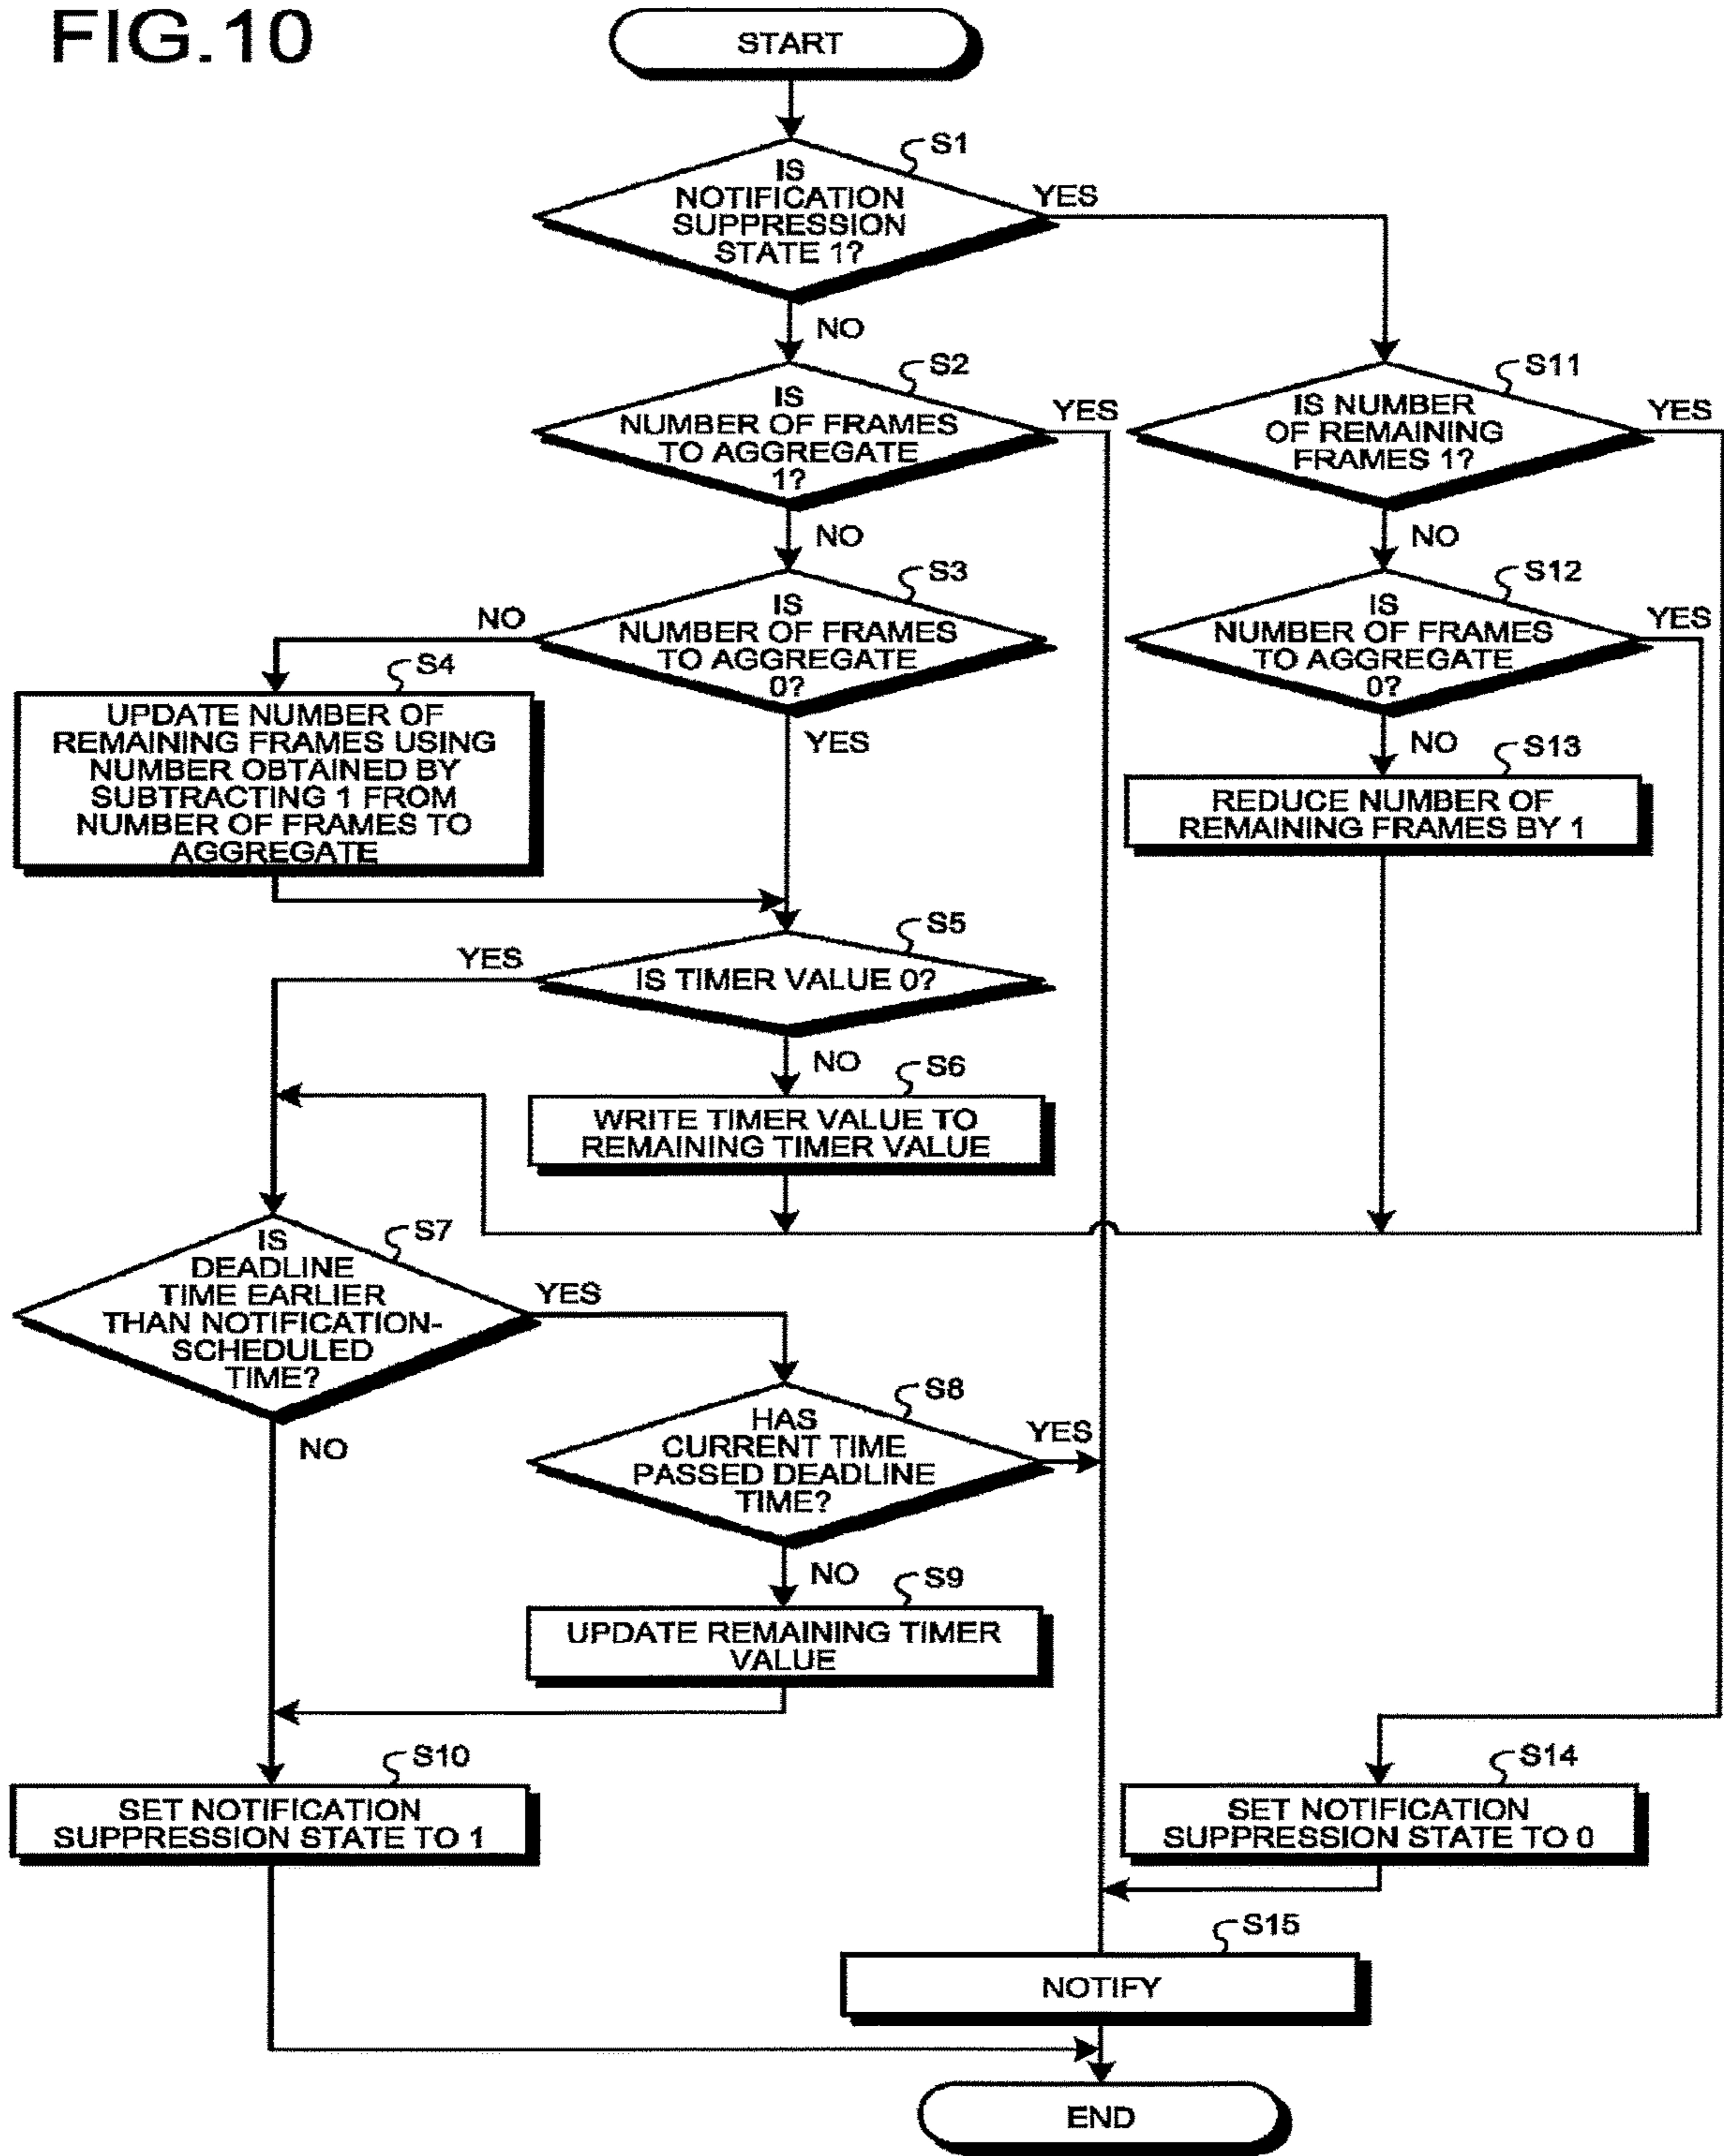 FIG.10
START
S1
IS
NOTIFICATION
SUPPRESSION
STATE 1?
YES
NO
S2
IS
NUMBER OF FRAMES
TO AGGREGATE
1?
YES
NO
S11
IS NUMBER
OF REMAINING
FRAMES 1?
YES
NO
S3
IS
NUMBER OF FRAMES
TO AGGREGATE
0?
NO
YES
S12
IS
NUMBER OF FRAMES
TO AGGREGATE
0?
YES
NO
S4
UPDATE NUMBER OF
REMAINING FRAMES USING
NUMBER OBTAINED BY
SUBTRACTING 1 FROM
NUMBER OF FRAMES TO
AGGREGATE
S13
REDUCE NUMBER OF
REMAINING FRAMES BY 1
S5
IS TIMER VALUE 0?
YES
NO
S6
WRITE TIMER VALUE TO
REMAINING TIMER VALUE
S7
IS
DEADLINE
TIME EARLIER
THAN NOTIFICATION-
SCHEDULED
TIME?
YES
NO
S8
HAS
CURRENT TIME
PASSED DEADLINE
TIME?
YES
NO
S9
UPDATE REMAINING TIMER
VALUE
S10
SET NOTIFICATION
SUPPRESSION STATE TO 1
S14
SET NOTIFICATION
SUPPRESSION STATE TO 0
S15
NOTIFY
END